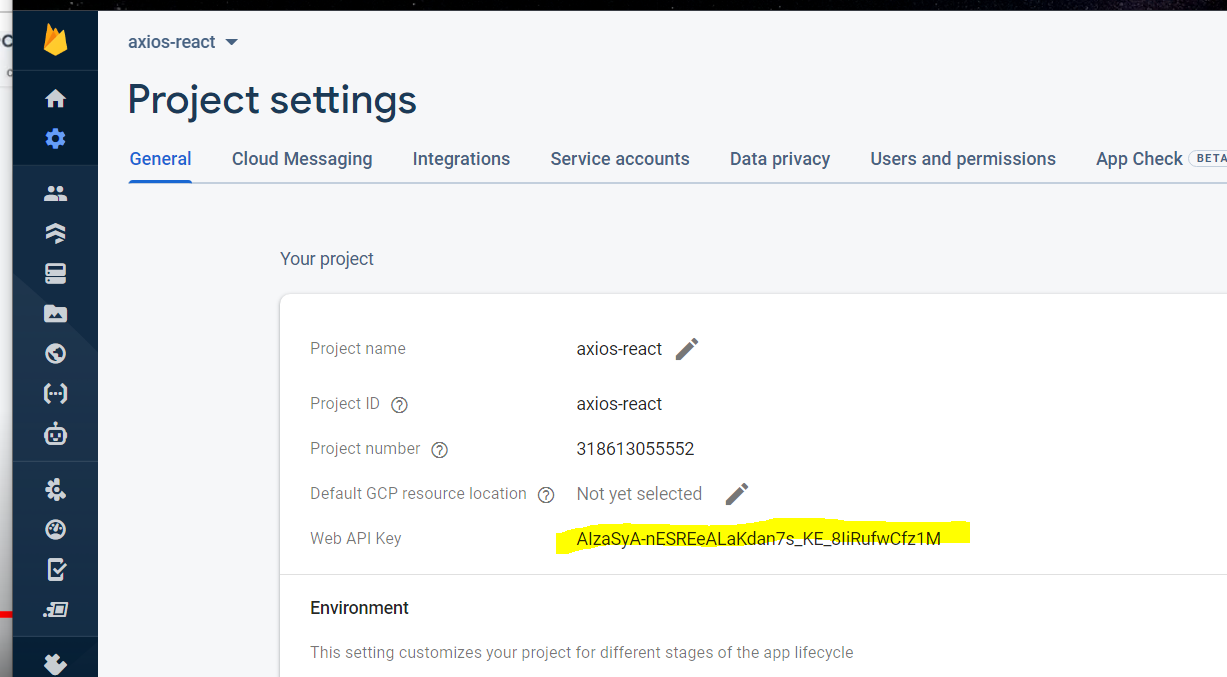 axios-react
Project settings
General Cloud Messaging Integrations Service accounts Data privacy Users and permissions App Check BETA
Your project
Project name axios-react
Project ID axios-react
Project number 318613055552
Default GCP resource location Not yet selected
Web API Key AIzaSyA-nESREeALaKdan7s_KE_8IiRufwCfz1M
Environment
This setting customizes your project for different stages of the app lifecycle